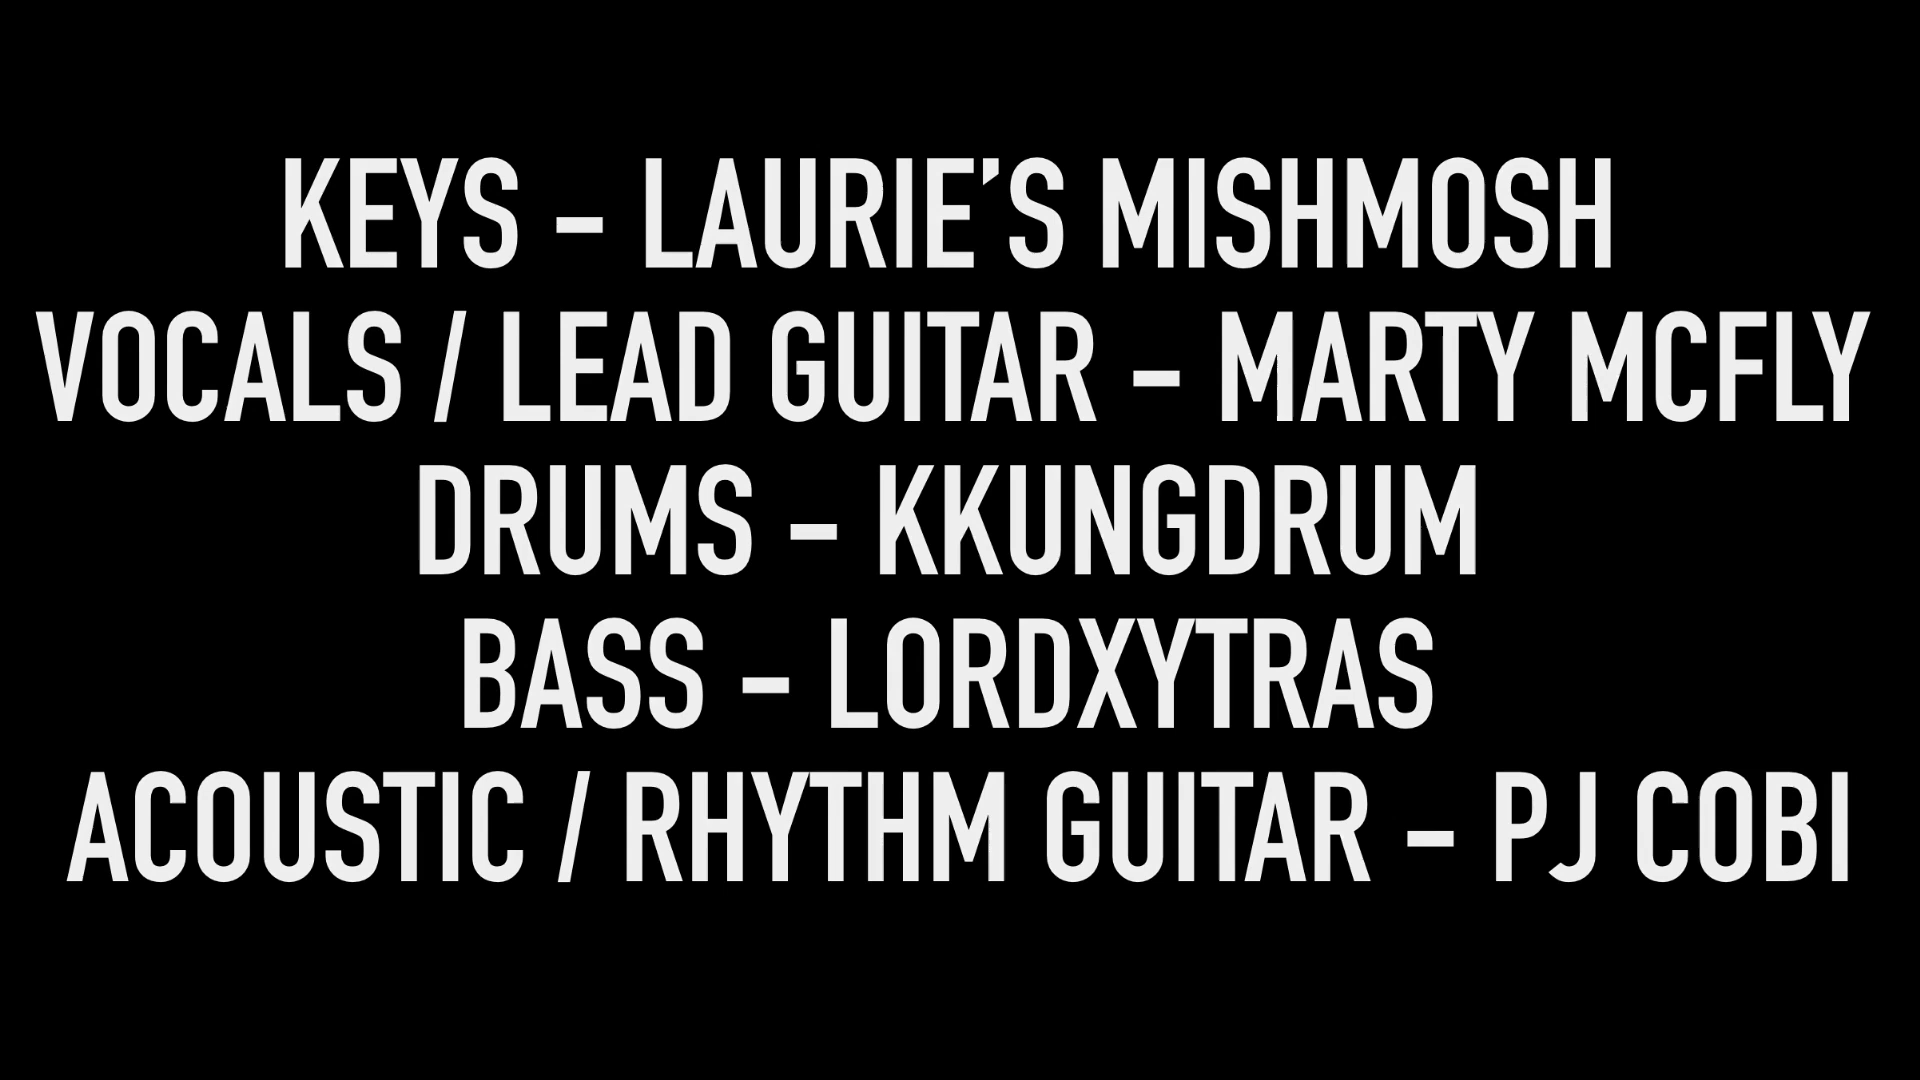 KEYS - LAURIE'S MISHMOSH
VOCALS / LEAD GUITAR - MARTY MCFLY
DRUMS - KKUNGDRUM
BASS - LORDXYTRAS
ACOUSTIC / RHYTHM GUITAR - PJ COBI